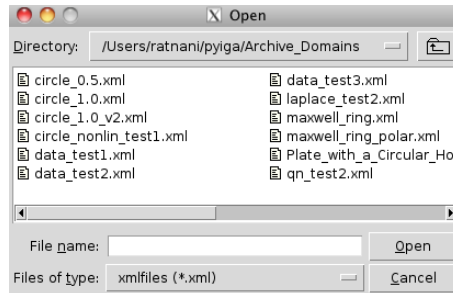 Open
Directory: /Users/ratnani/pyiga/Archive_Domains
circle_0.5.xml
circle_1.0.xml
circle_1.0_v2.xml
circle_nonlin_test1.xml
data_test1.xml
data_test2.xml
data_test3.xml
laplace_test2.xml
maxwell_ring.xml
maxwell_ring_polar.xml
Plate_with_a_Circular_Ho
qn_test2.xml
File name: Open
Files of type: xmlfiles (*.xml) Cancel